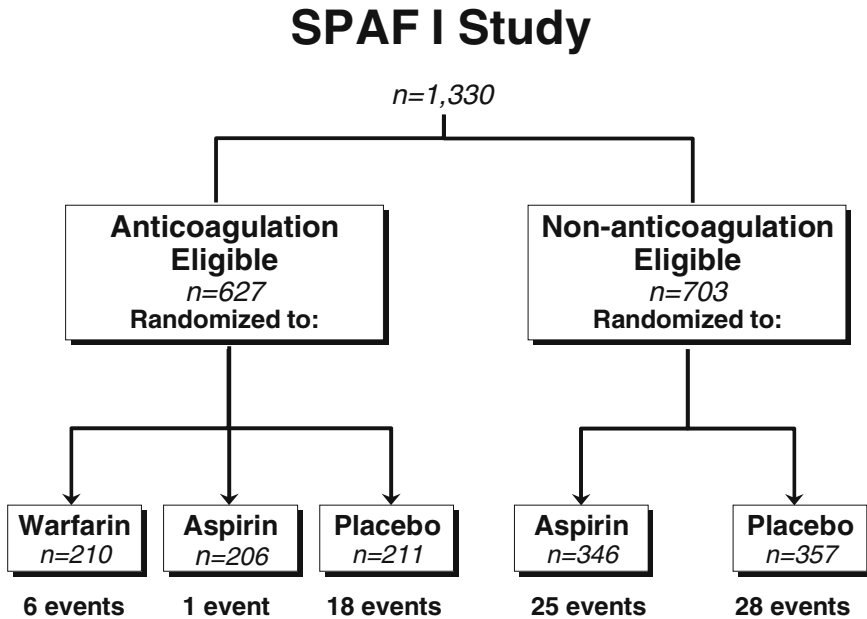 SPAF I Study
n=1,330
Anticoagulation
Eligible
n=627
Randomized to:
Non-anticoagulation
Eligible
n=703
Randomized to:
Warfarin
n=210
Aspirin
n=206
Placebo
n=211
Aspirin
n=346
Placebo
n=357
6 events
1 event
18 events
25 events
28 events